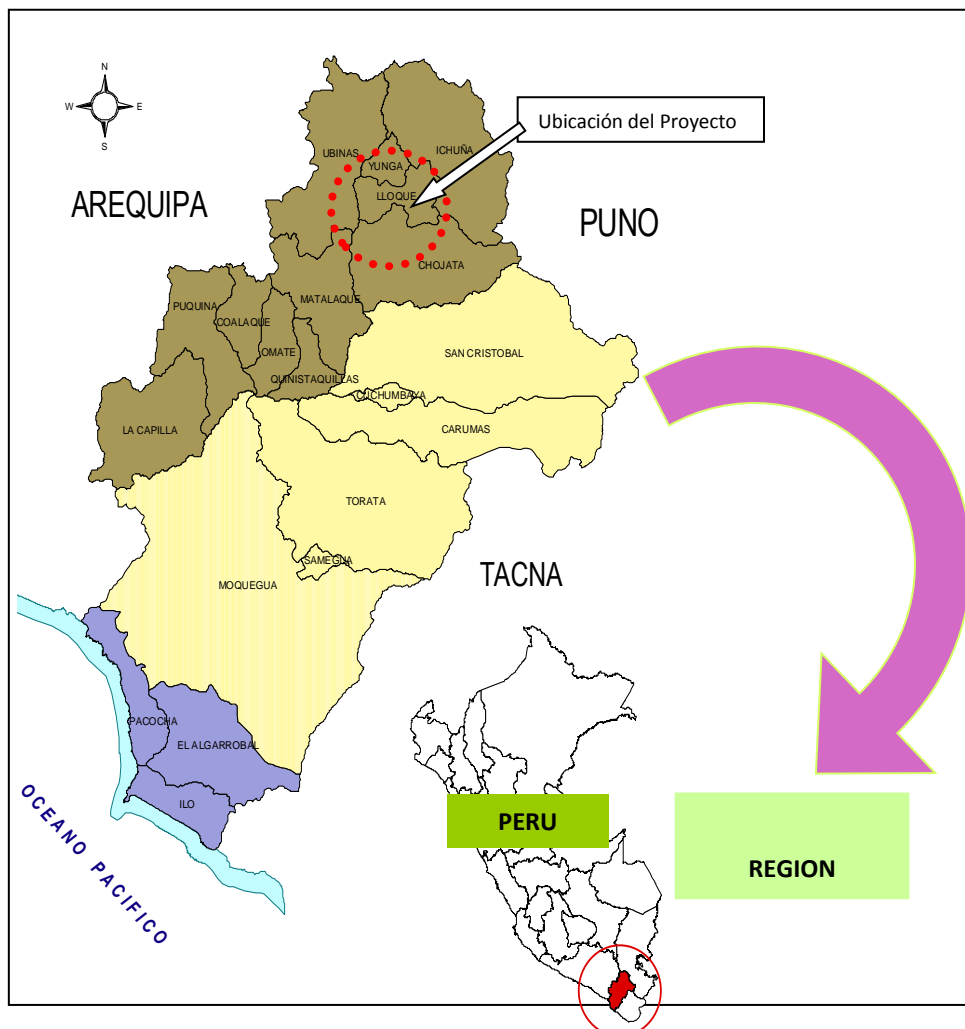 N
W E
S
Ubicación del Proyecto
UBINAS
ICHUÑA
YUNGA
LLOQUE
AREQUIPA
PUNO
CHOJATA
MATALAQUE
PUQUINA
COALAQUE
OMATE
SAN CRISTOBAL
QUINISTAQUILLAS
CUCHUMBAYA
CARUMAS
LA CAPILLA
TORATA
SAMEGUA
TACNA
MOQUEGUA
PACOCHA
EL ALGARROBAL
ILO
OCEANO PACIFICO
PERU
REGION